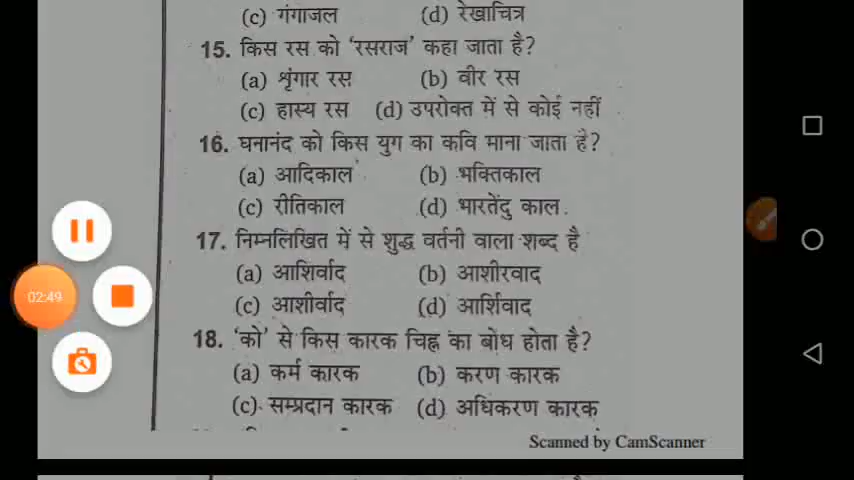 (c) गंगाजल (d) रेखाचित्र
15. किस रस को 'रसराज' कहा जाता है?
(a) शृंगार रस (b) वीर रस
(c) हास्य रस (d) उपरोक्त में से कोई नहीं
16. घनानंद को किस युग का कवि माना जाता है?
(a) आदिकाल (b) भक्तिकाल
(c) रीतिकाल (d) भारतेंदु काल
17. निम्नलिखित में से शुद्ध वर्तनी वाला शब्द है
(a) आशिर्वाद (b) आशीरवाद
(c) आशीर्वाद (d) आर्शिवाद
02:49
18. 'को' से किस कारक चिह्न का बोध होता है?
(a) कर्म कारक (b) करण कारक
(c) सम्प्रदान कारक (d) अधिकरण कारक
Scanned by CamScanner